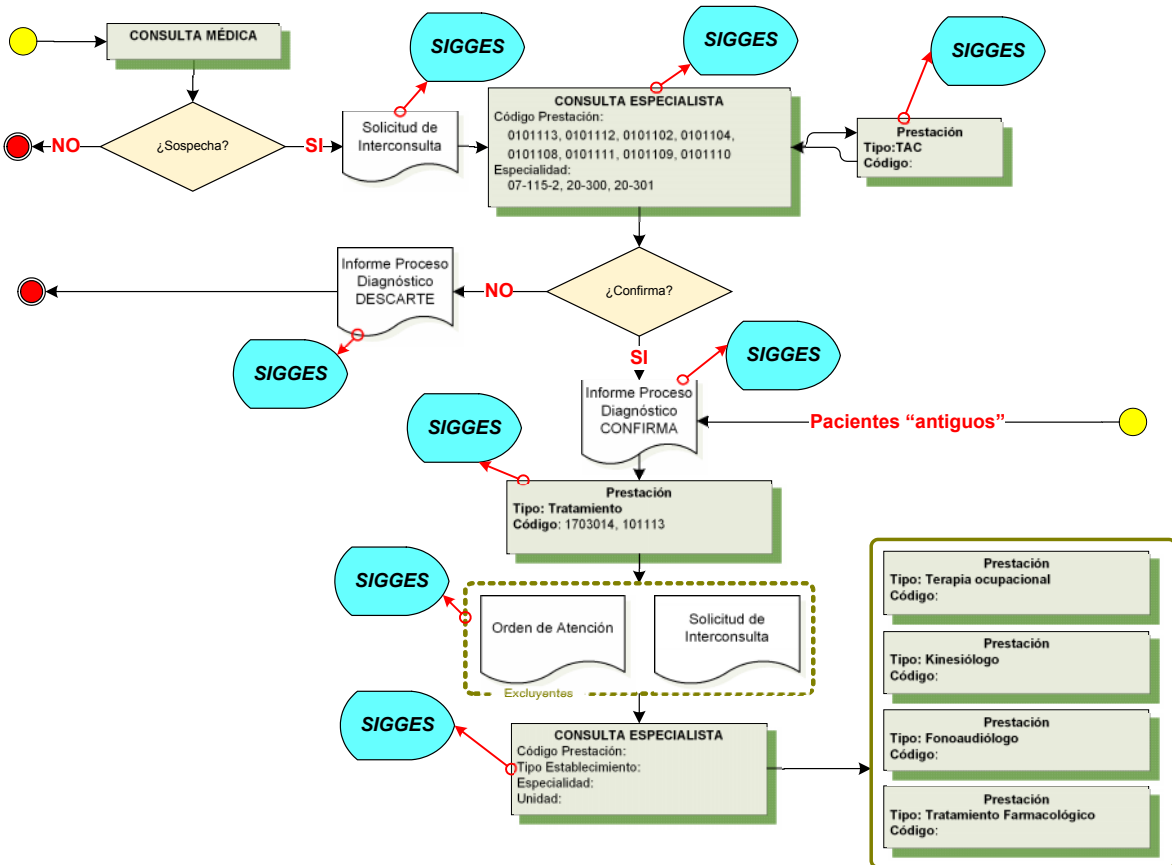 CONSULTA MÉDICA
SIGGES
SIGGES
SIGGES
¿Sospecha?
NO
SI
Solicitud de
Interconsulta
CONSULTA ESPECIALISTA
Código Prestación:
0101113, 0101112, 0101102, 0101104,
0101108, 0101111, 0101109, 0101110
Especialidad:
07-115-2, 20-300, 20-301
Prestación
Tipo:TAC
Código:
Informe Proceso
Diagnóstico
DESCARTE
NO
¿Confirma?
SI
SIGGES
SIGGES
Informe Proceso
Diagnóstico
CONFIRMA
Pacientes “antiguos”
SIGGES
Prestación
Tipo: Tratamiento
Código: 1703014, 101113
SIGGES
Orden de Atención
Solicitud de
Interconsulta
Excluyentes
SIGGES
CONSULTA ESPECIALISTA
Código Prestación:
Tipo Establecimiento:
Especialidad:
Unidad:
Prestación
Tipo: Terapia ocupacional
Código:
Prestación
Tipo: Kinesiólogo
Código:
Prestación
Tipo: Fonoaudiólogo
Código:
Prestación
Tipo: Tratamiento Farmacológico
Código: